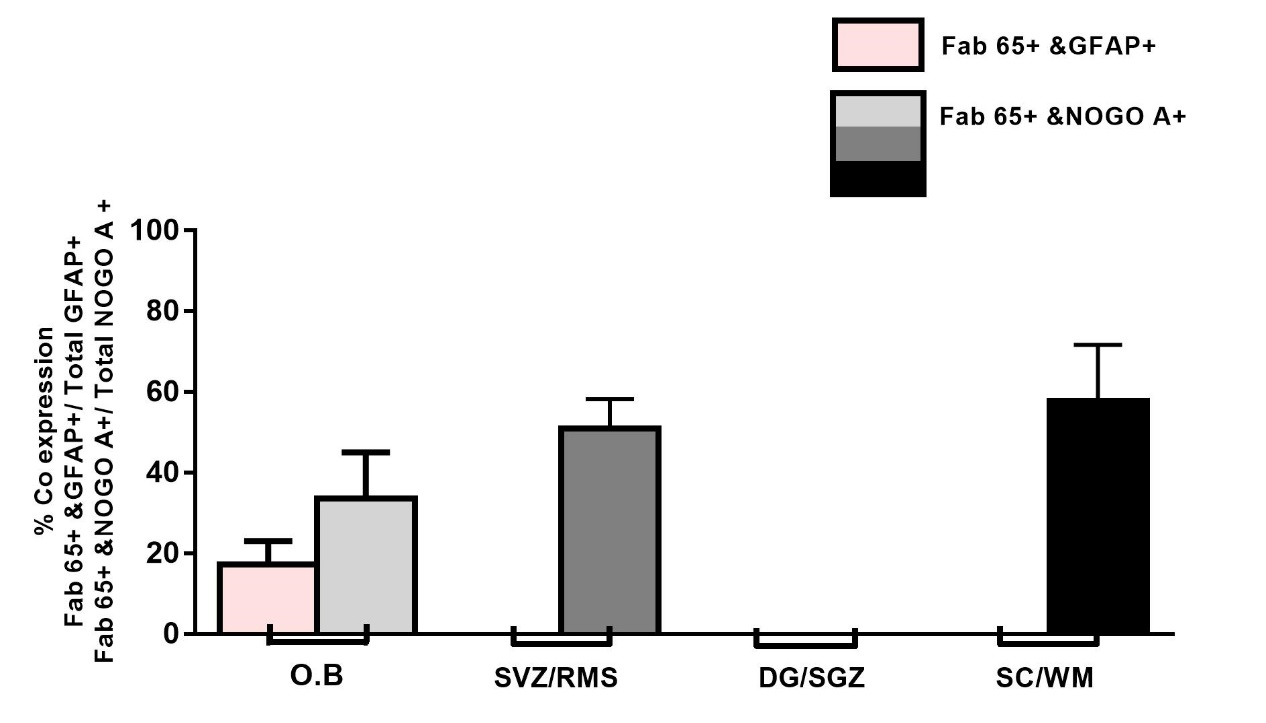 Fab 65+ &GFAP+
Fab 65+ &NOGO A+
% Co expression
Fab 65+ &GFAP+/ Total GFAP+
Fab 65+ &NOGO A+/ Total NOGO A +
100
80
60
40
20
0
O.B
SVZ/RMS
DG/SGZ
SC/WM